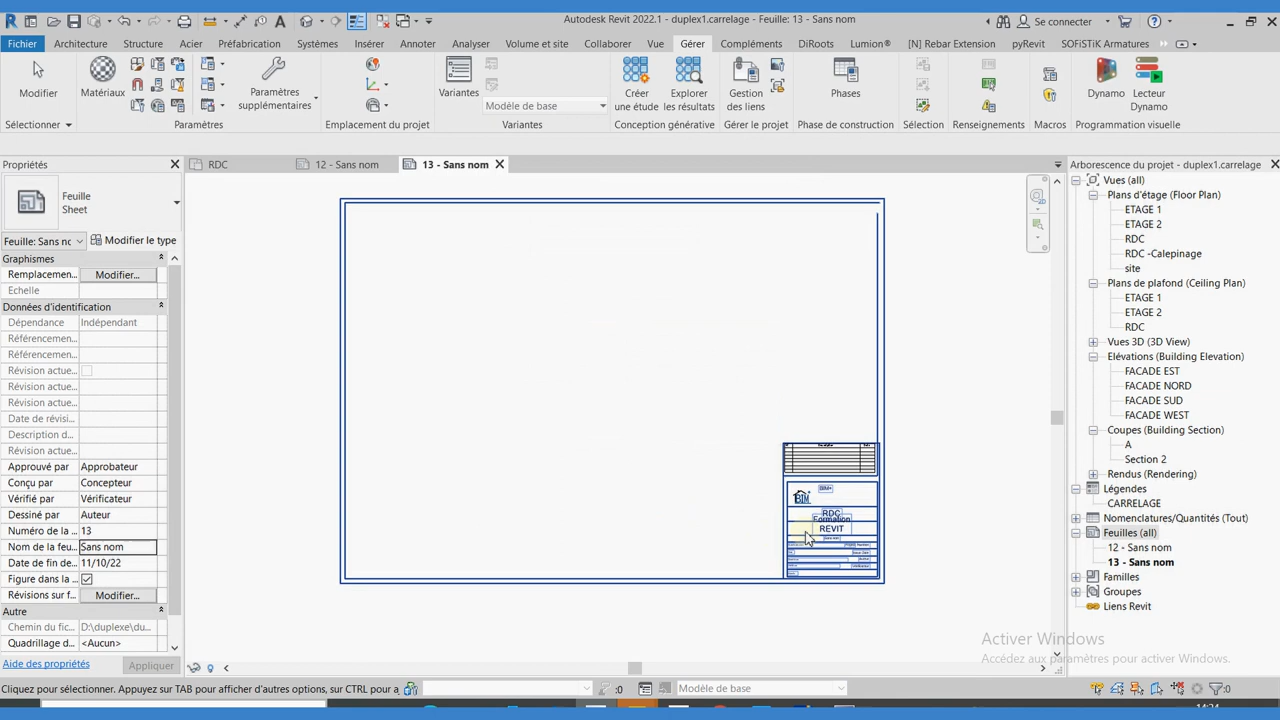 Autodesk Revit 2022.1 - duplex1.carrelage - Feuille: 13 - Sans nom
Se connecter
Fichier Architecture Structure Acier Préfabrication Systèmes Insérer Annoter Analyser Volume et site Collaborer Vue Gérer Compléments DiRoots Lumion® [N] Rebar Extension pyRevit SOFiSTiK Armatures
Modifier Matériaux Paramètres supplémentaires Variantes Modèle de base Créer une étude Explorer les résultats Gestion des liens Phases Dynamo Lecteur Dynamo
Sélectionner Paramètres Emplacement du projet Variantes Conception générative Gérer le projet Phase de construction Sélection Renseignements Macros Programmation visuelle
Propriétés
RDC 12 - Sans nom 13 - Sans nom
Arborescence du projet - duplex1.carrelage
Feuille
Sheet
Feuille: Sans nc Modifier le type
Graphismes
Remplacemen... Modifier...
Echelle
Données d'identification
Dépendance Indépendant
Référencemen...
Référencemen...
Révision actue...
Révision actue...
Révision actue...
Date de révisi...
Description d...
Révision actue...
Approuvé par Approbateur
Conçu par Concepteur
Vérifié par Vérificateur
Dessiné par Auteur
Numéro de la ... 13
Nom de la feu... Sans nom
Date de fin de... 11/10/22
Figure dans la
Révisions sur f... Modifier...
Autre
Chemin du fic... D:\duplexe\du...
Quadrillage d... <Aucun>
Aide des propriétés Appliquer
BIM+
BIM
RDC
Formation
REVIT
Sans nom
Vues (all)
Plans d'étage (Floor Plan)
ETAGE 1
ETAGE 2
RDC
RDC -Calepinage
site
Plans de plafond (Ceiling Plan)
ETAGE 1
ETAGE 2
RDC
Vues 3D (3D View)
Elévations (Building Elevation)
FACADE EST
FACADE NORD
FACADE SUD
FACADE WEST
Coupes (Building Section)
A
Section 2
Rendus (Rendering)
Légendes
CARRELAGE
Nomenclatures/Quantités (Tout)
Feuilles (all)
12 - Sans nom
13 - Sans nom
Familles
Groupes
Liens Revit
Activer Windows
Accédez aux paramètres pour activer Windows.
Cliquez pour sélectionner. Appuyez sur TAB pour afficher d'autres options, sur CTRL pour a :0 Modèle de base :0